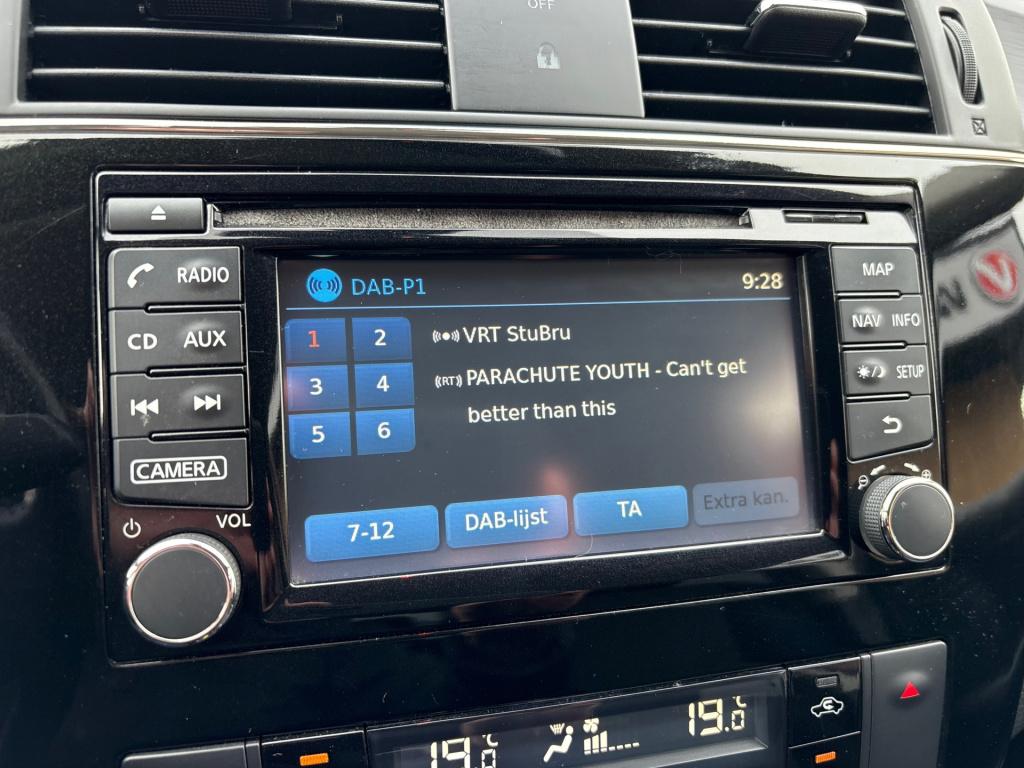 OFF
RADIO
CD AUX
CAMERA
VOL
DAB-P1 9:28
1 2
3 4
5 6
VRT StuBru
(RT) PARACHUTE YOUTH - Can't get
better than this
7-12 DAB-lijst TA Extra kan.
MAP
NAV INFO
SETUP
19.0 °C
19.0 °C